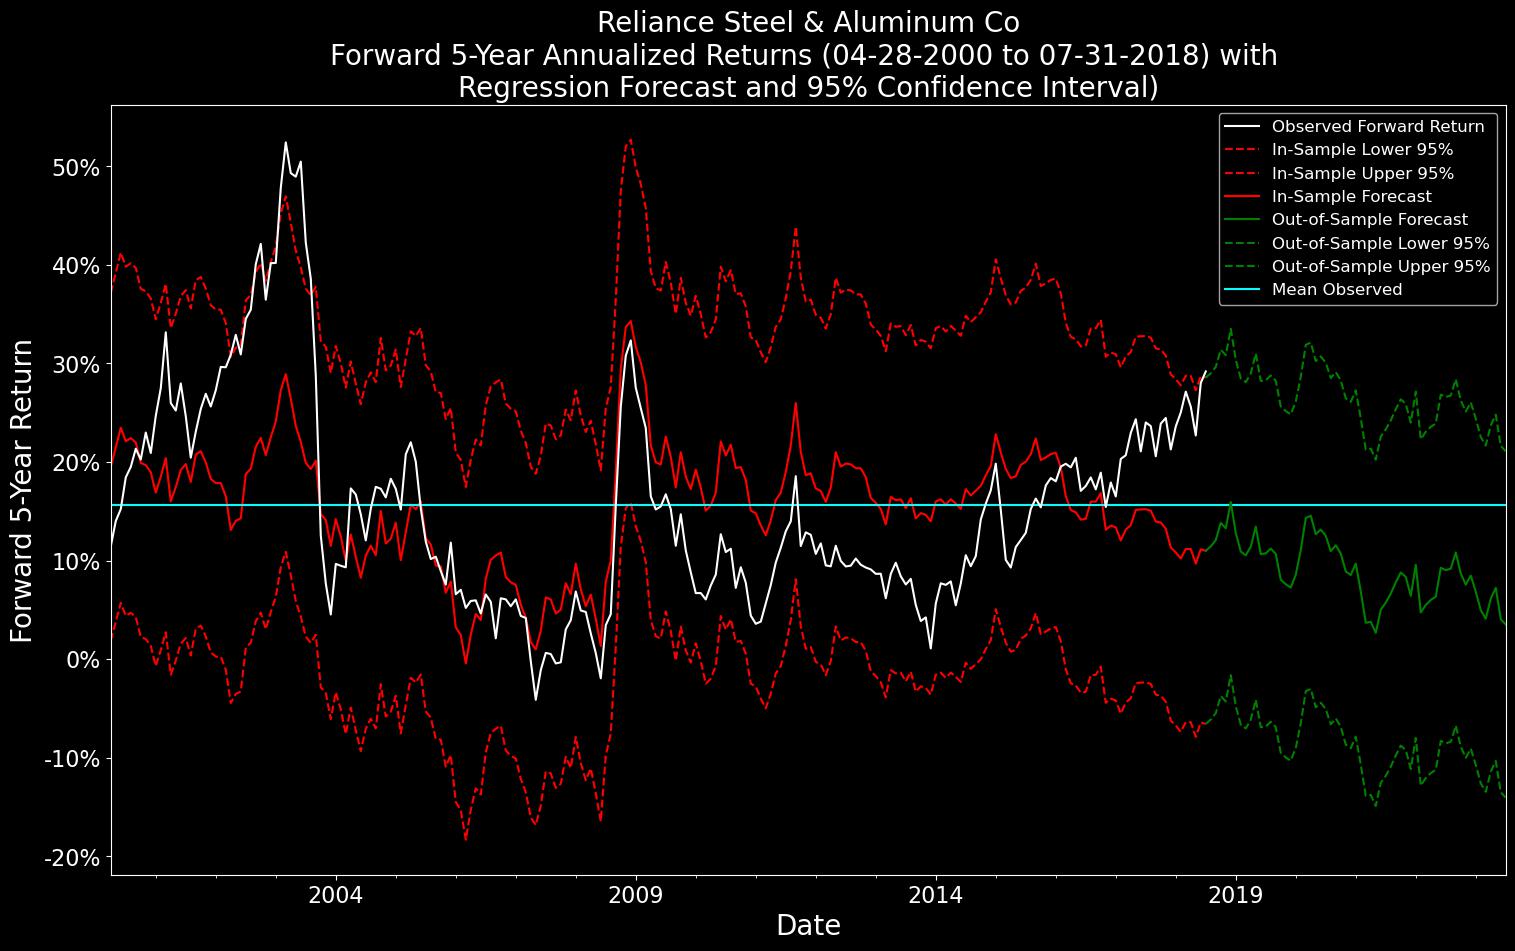 Reliance Steel & Aluminum Co
Forward 5-Year Annualized Returns (04-28-2000 to 07-31-2018) with
Regression Forecast and 95% Confidence Interval)
Observed Forward Return
In-Sample Lower 95%
In-Sample Upper 95%
In-Sample Forecast
Out-of-Sample Forecast
Out-of-Sample Lower 95%
Out-of-Sample Upper 95%
Mean Observed
Forward 5-Year Return
50%
40%
30%
20%
10%
0%
-10%
-20%
2004
2009
2014
2019
Date